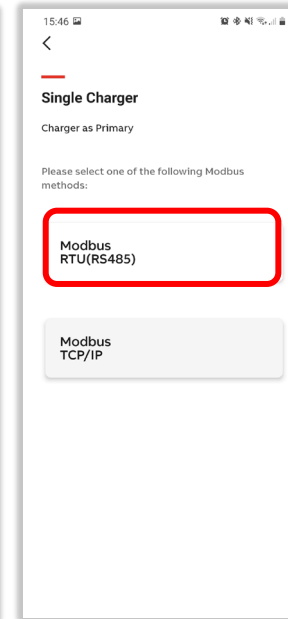 15:46
Single Charger
Charger as Primary
Please select one of the following Modbus
methods:
Modbus
RTU(RS485)
Modbus
TCP/IP